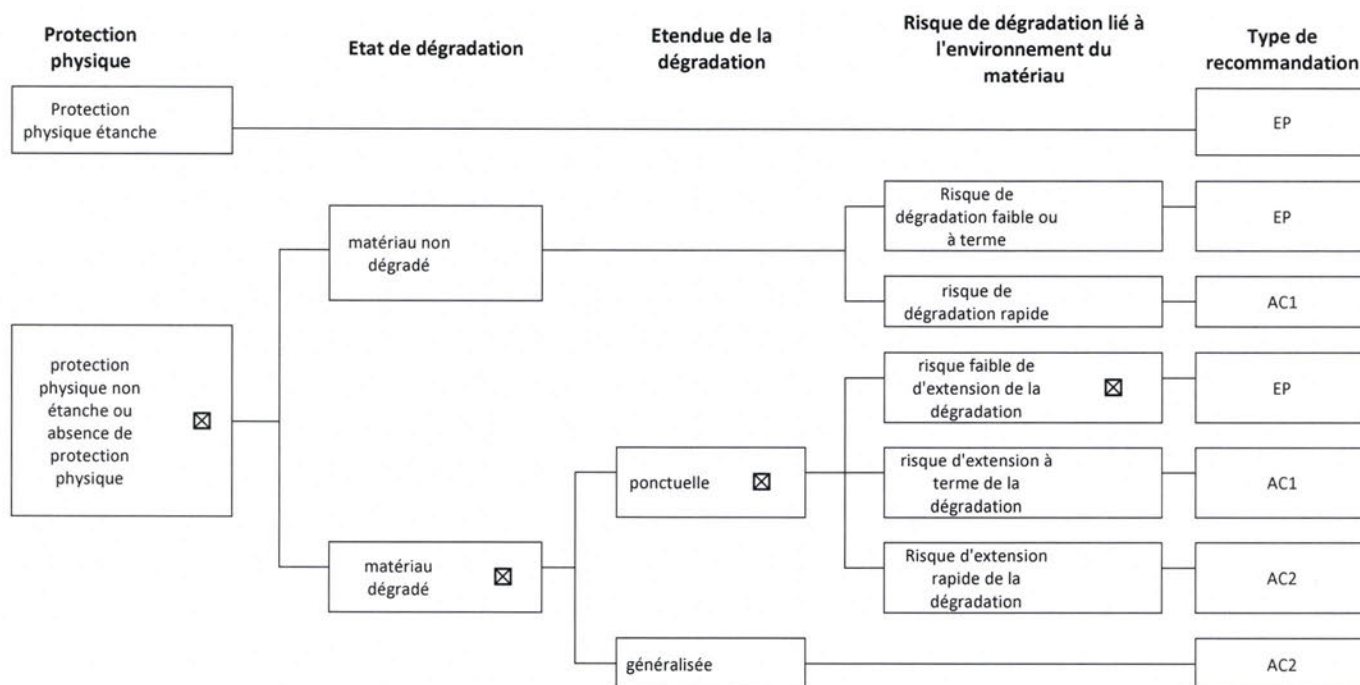 Protection
physique
Etat de dégradation
Etendue de la
dégradation
Risque de dégradation lié à
l'environnement du
matériau
Type de
recommandation
Protection
physique étanche
EP
matériau non
dégradé
Risque de
dégradation faible ou
à terme
EP
risque de
dégradation rapide
AC1
protection
physique non
étanche ou
absence de
protection
physique
risque faible de
d'extension de la
dégradation
EP
ponctuelle
risque d'extension à
terme de la
dégradation
AC1
matériau
dégradé
Risque d'extension
rapide de la
dégradation
AC2
généralisée
AC2